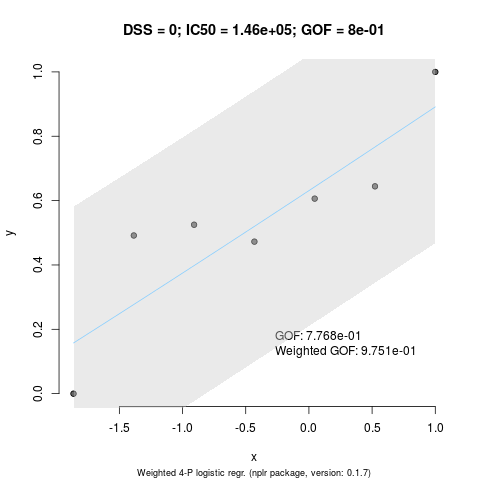 DSS = 0; IC50 = 1.46e+05; GOF = 8e-01
1.0
0.8
0.6
0.4
0.2
0.0
y
GOF: 7.768e-01
Weighted GOF: 9.751e-01
-1.5 -1.0 -0.5 0.0 0.5 1.0
x
Weighted 4-P logistic regr. (nplr package, version: 0.1.7)